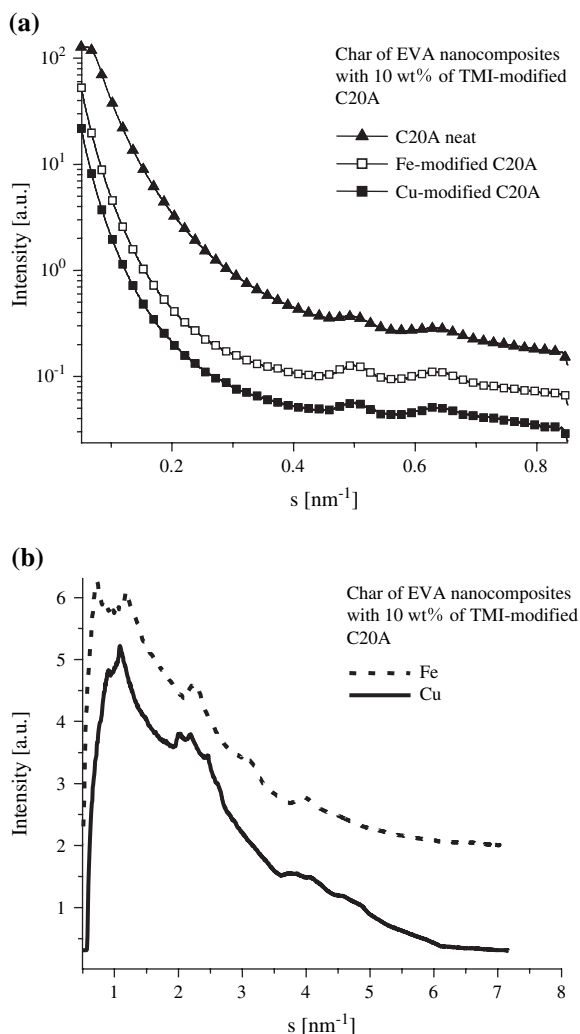 (a)
Char of EVA nanocomposites
with 10 wt% of TMI-modified
C20A
C20A neat
Fe-modified C20A
Cu-modified C20A
Intensity [a.u.]
10²
10¹
10⁰
10⁻¹
0.2 0.4 0.6 0.8
s [nm⁻¹]
(b)
Char of EVA nanocomposites
with 10 wt% of TMI-modified
C20A
Fe
Cu
Intensity [a.u.]
6
5
4
3
2
1
1 2 3 4 5 6 7 8
s [nm⁻¹]